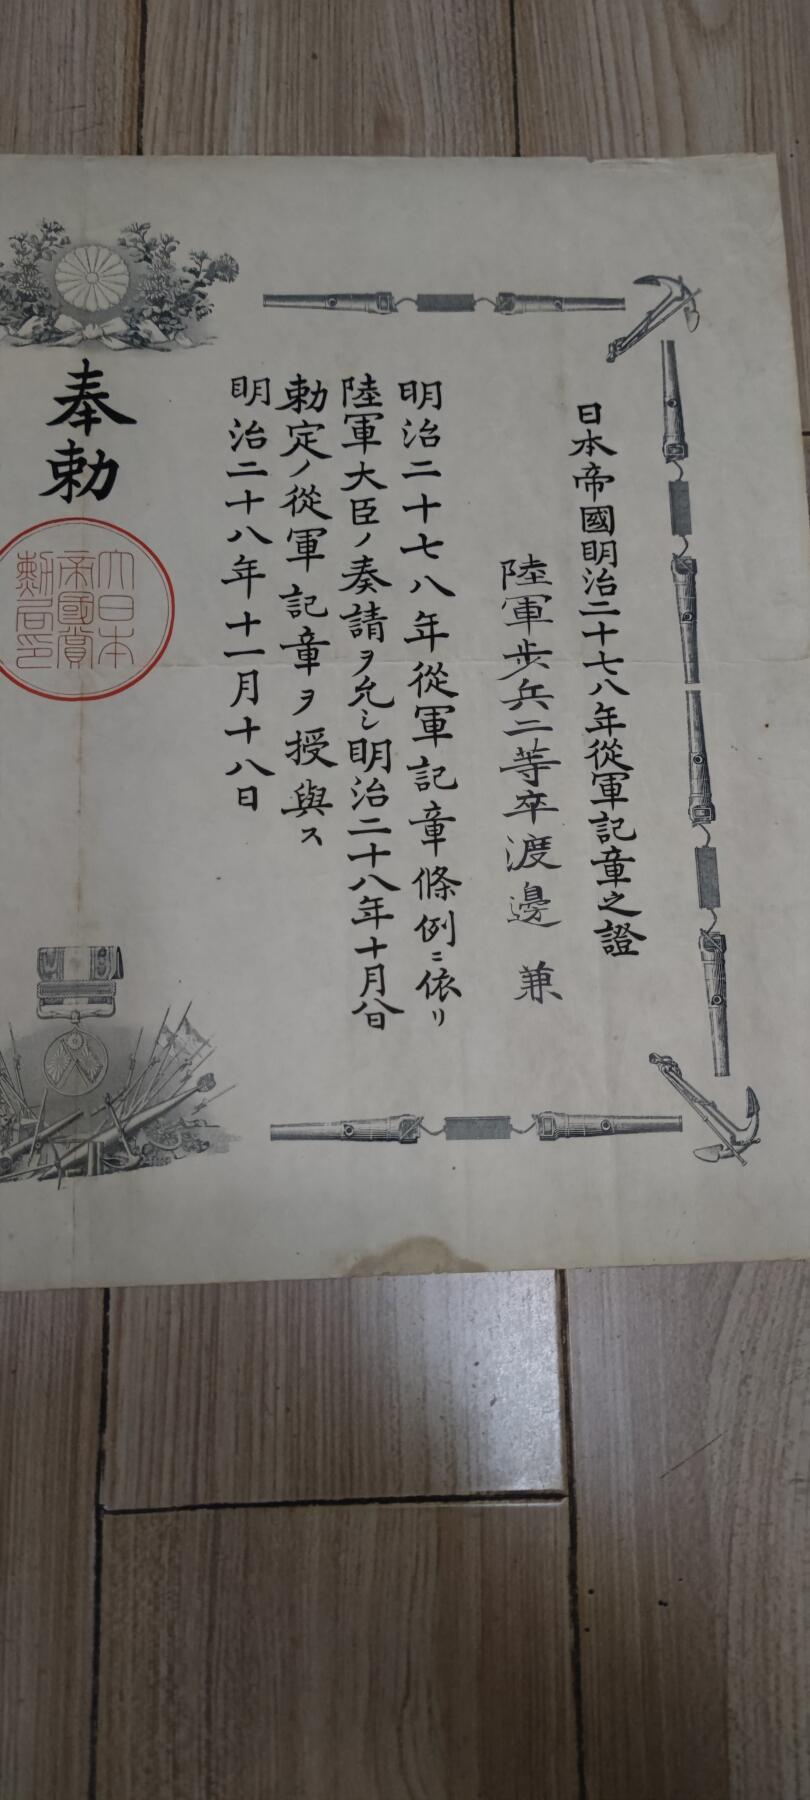 日本帝國明治二十七八年從軍記章之證
陸軍歩兵二等卒渡邊 兼
明治二十七八年從軍記章條例ニ依リ
陸軍大臣ノ奏請ヲ允シ明治二十八年十月八日
勅定ノ從軍記章ヲ授與ス
明治二十八年十一月十八日
奉勅
大日本
帝國賞
勲局印